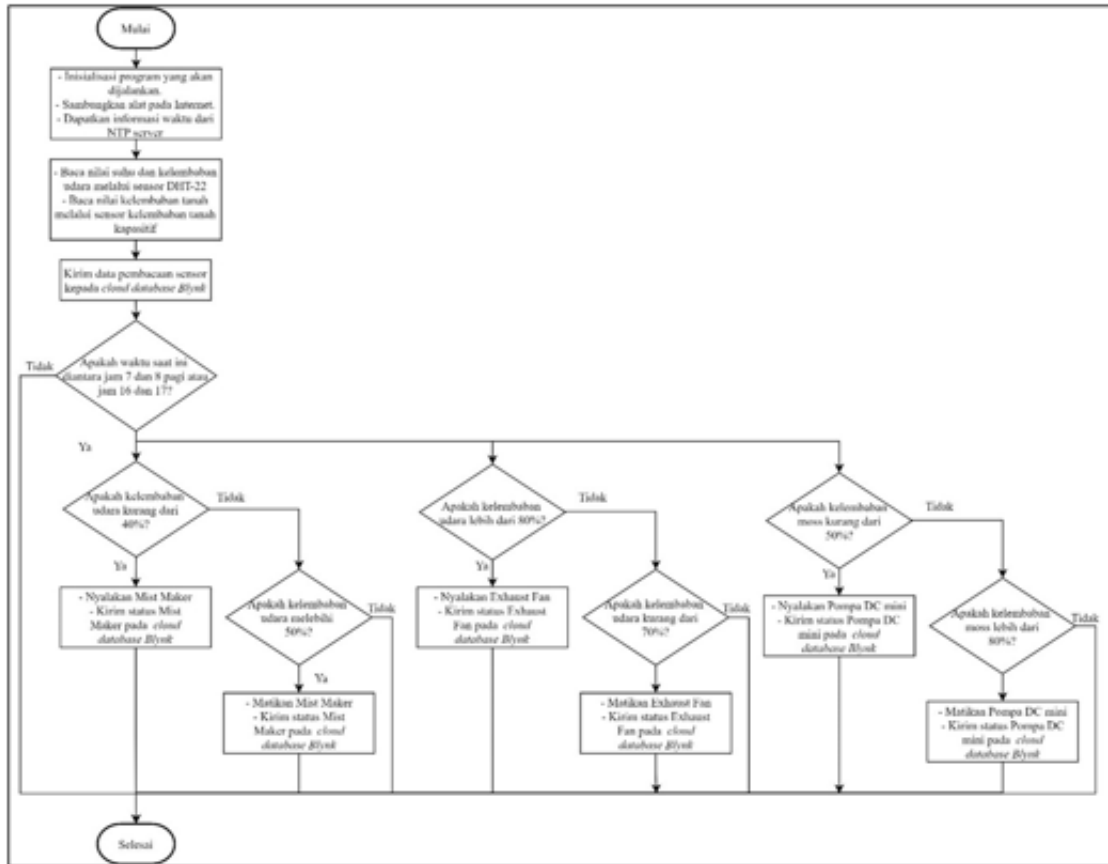 Mulai
- Inisialisasi program yang akan
dijalankan.
- Sambungkan alat pada Internet.
- Dapatkan informasi waktu dari
NTP server
- Baca nilai suhu dan kelembaban
udara melalui sensor DHT-22
- Baca nilai kelembaban tanah
melalui sensor kelembaban tanah
kapasitif
Kirim data pembacaan sensor
kepada cloud database Blynk
Tidak
Apakah waktu saat ini
diantara jam 7 dan 8 pagi atau
jam 16 dan 17?
Ya
Apakah kelembaban
udara kurang dari
40%?
Tidak
Ya
- Nyalakan Mist Maker
- Kirim status Mist
Maker pada cloud
database Blynk
Apakah kelembaban
udara melebihi
50%?
Tidak
Ya
- Matikan Mist Maker
- Kirim status Mist
Maker pada cloud
database Blynk
Apakah kelembaban
udara lebih dari 80%?
Tidak
Ya
- Nyalakan Exhaust Fan
- Kirim status Exhaust
Fan pada cloud
database Blynk
Apakah kelembaban
udara kurang dari
70%?
Tidak
- Matikan Exhaust Fan
- Kirim status Exhaust
Fan pada cloud
database Blynk
Apakah kelembaban
moss kurang dari
50%?
Tidak
Ya
- Nyalakan Pompa DC mini
- Kirim status Pompa DC
mini pada cloud
database Blynk
Apakah kelembaban
moss lebih dari
80%?
Tidak
- Matikan Pompa DC mini
- Kirim status Pompa DC
mini pada cloud
database Blynk
Selesai